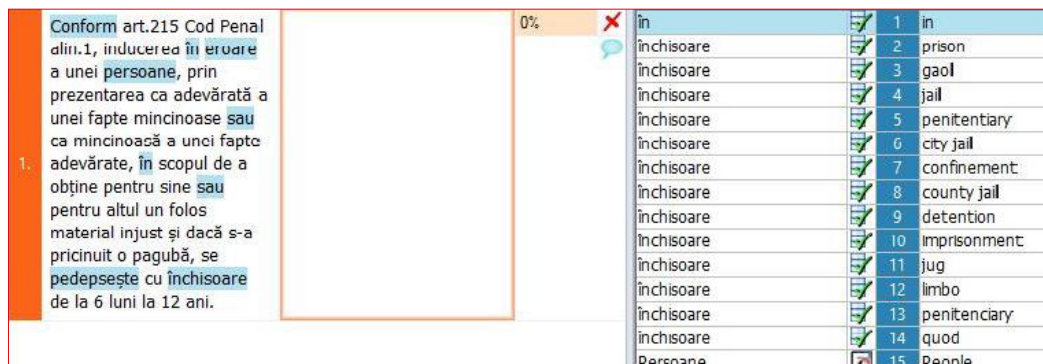 1.
Conform art.215 Cod Penal
alin.1, inducerea în eroare
a unei persoane, prin
prezentarea ca adevărată a
unei fapte mincinoase sau
ca mincinoasă a unei fapte
adevărate, în scopul de a
obține pentru sine sau
pentru altul un folos
material injust și dacă s-a
pricinuit o pagubă, se
pedepsește cu închisoare
de la 6 luni la 12 ani.
0%
în 1 in
închisoare 2 prison
închisoare 3 gaol
închisoare 4 jail
închisoare 5 penitentiary
închisoare 6 city jail
închisoare 7 confinement
închisoare 8 county jail
închisoare 9 detention
închisoare 10 imprisonment
închisoare 11 jug
închisoare 12 limbo
închisoare 13 penitenciary
închisoare 14 quod
Persoane 15 People